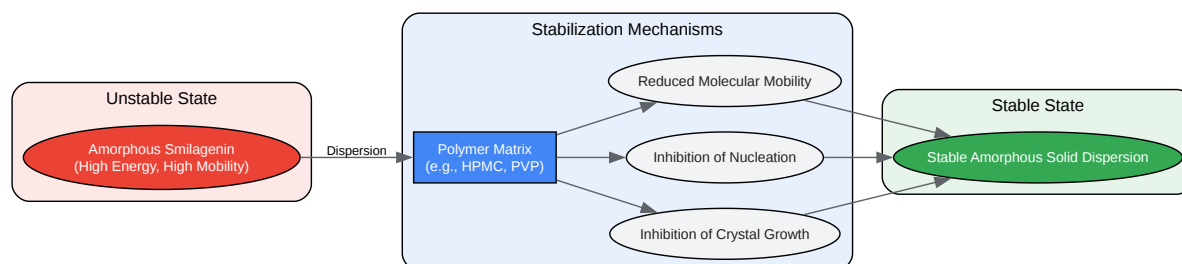 Stabilization Mechanisms
Unstable State
Amorphous Smilagenin
(High Energy, High Mobility)
Dispersion
Polymer Matrix
(e.g., HPMC, PVP)
Reduced Molecular Mobility
Inhibition of Nucleation
Inhibition of Crystal Growth
Stable State
Stable Amorphous Solid Dispersion